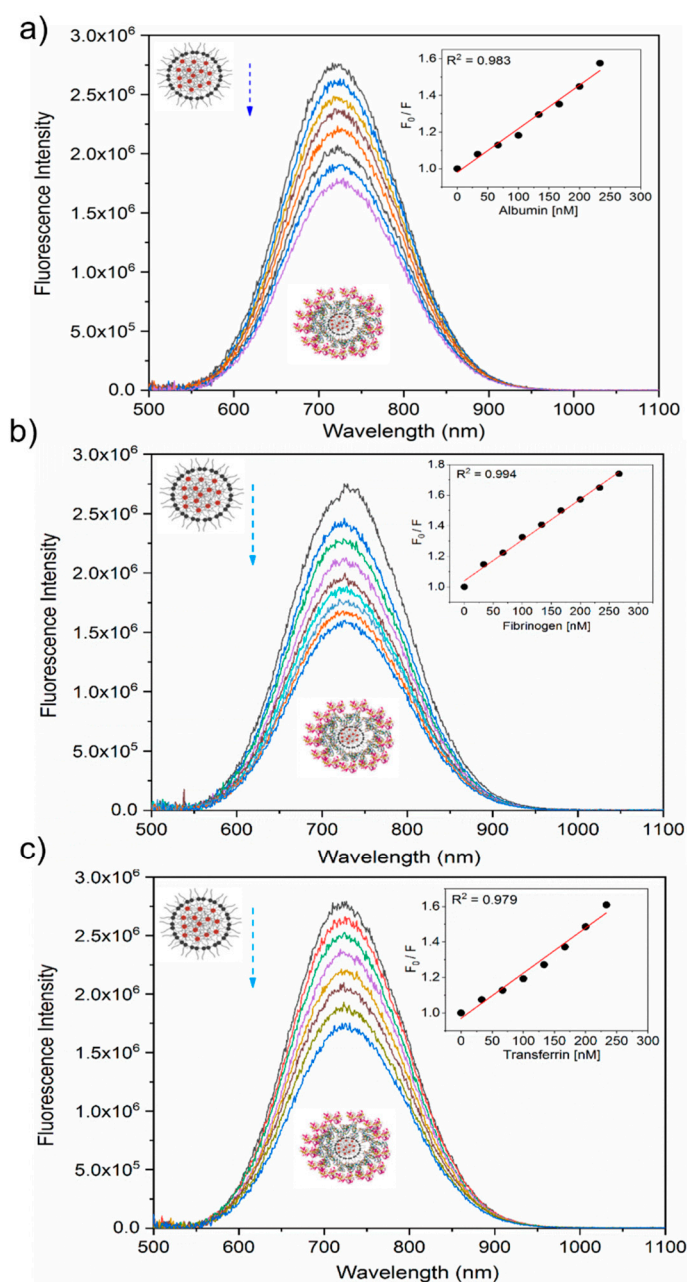 a)
3.0x10⁶
2.5x10⁶
2.0x10⁶
1.5x10⁶
1.0x10⁶
5.0x10⁵
0.0
Fluorescence Intensity
500 600 700 800 900 1000 1100
Wavelength (nm)
R² = 0.983
1.6
1.4
1.2
1.0
F₀ / F
0 50 100 150 200 250 300
Albumin [nM]
b)
3.0x10⁶
2.5x10⁶
2.0x10⁶
1.5x10⁶
1.0x10⁶
5.0x10⁵
0.0
Fluorescence Intensity
500 600 700 800 900 1000 1100
Wavelength (nm)
R² = 0.994
1.8
1.6
1.4
1.2
1.0
F₀ / F
0 50 100 150 200 250 300
Fibrinogen [nM]
c)
3.0x10⁶
2.5x10⁶
2.0x10⁶
1.5x10⁶
1.0x10⁶
5.0x10⁵
0.0
Fluorescence Intensity
500 600 700 800 900 1000 1100
Wavelength (nm)
R² = 0.979
1.6
1.4
1.2
1.0
F₀ / F
0 50 100 150 200 250 300
Transferrin [nM]